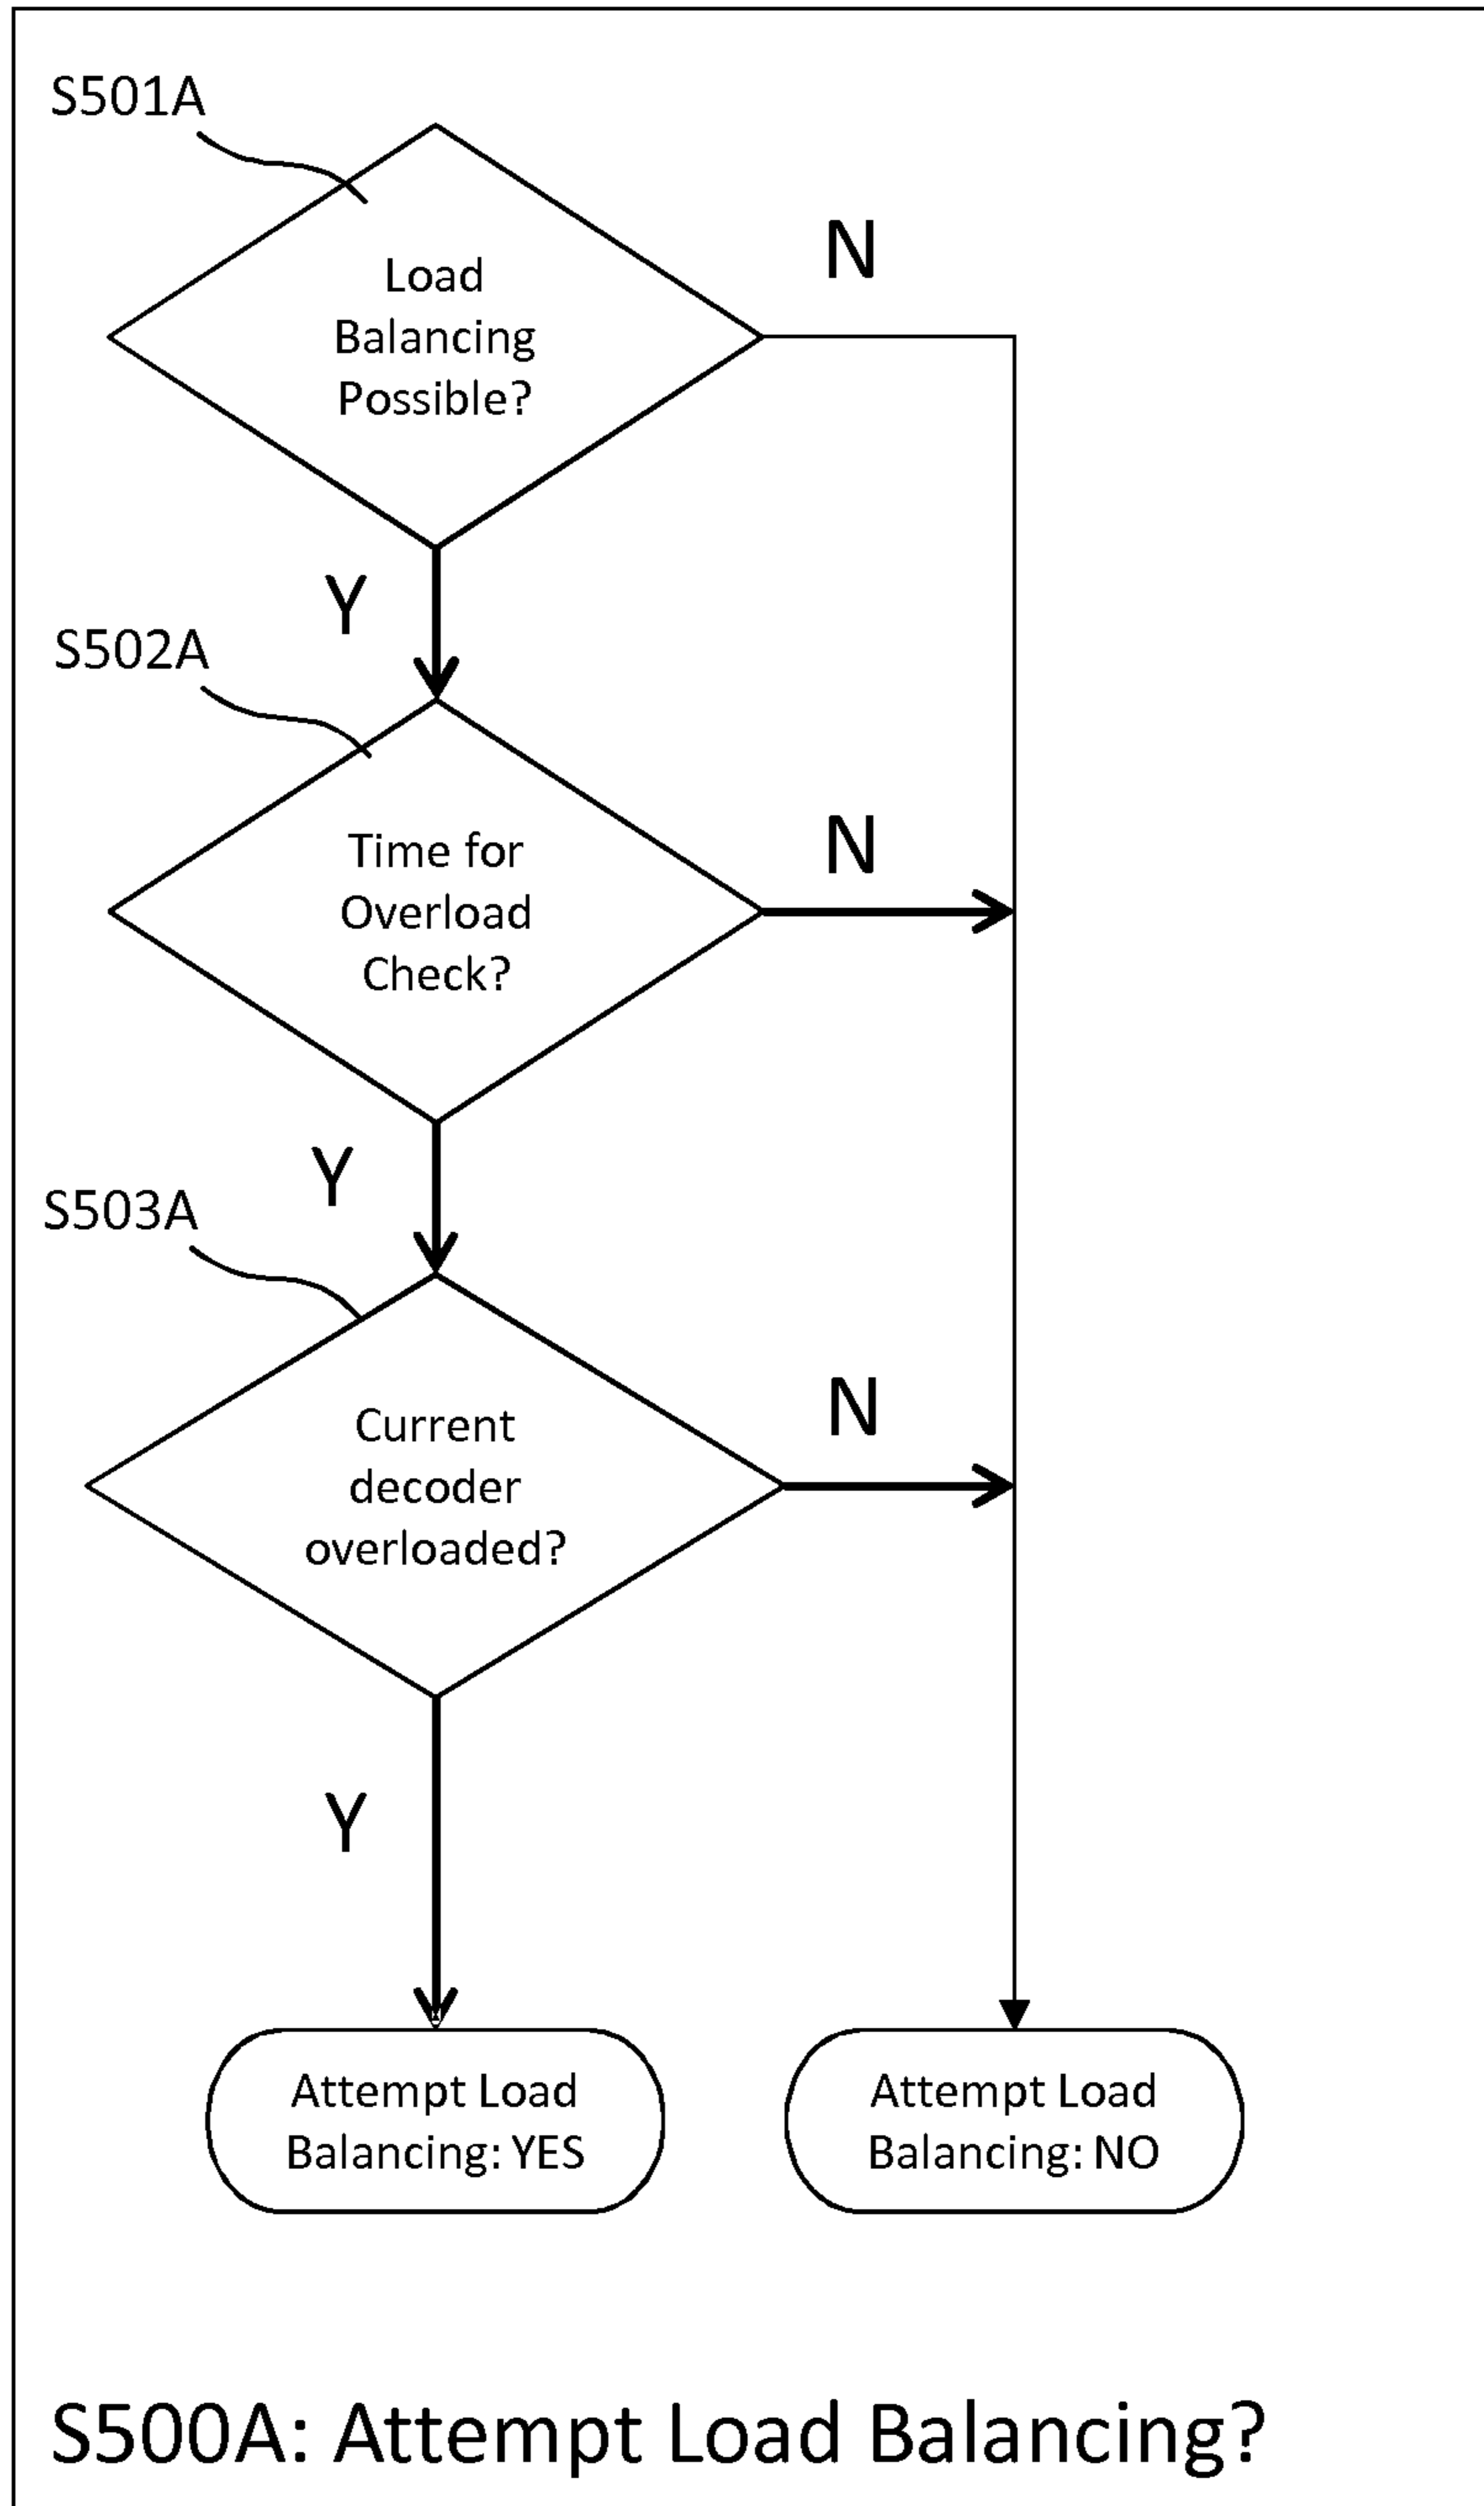 S501A
Load
Balancing
Possible?
N
Y
S502A
Time for
Overload
Check?
N
Y
S503A
Current
decoder
overloaded?
N
Y
Attempt Load
Balancing: YES
Attempt Load
Balancing: NO
S500A: Attempt Load Balancing?